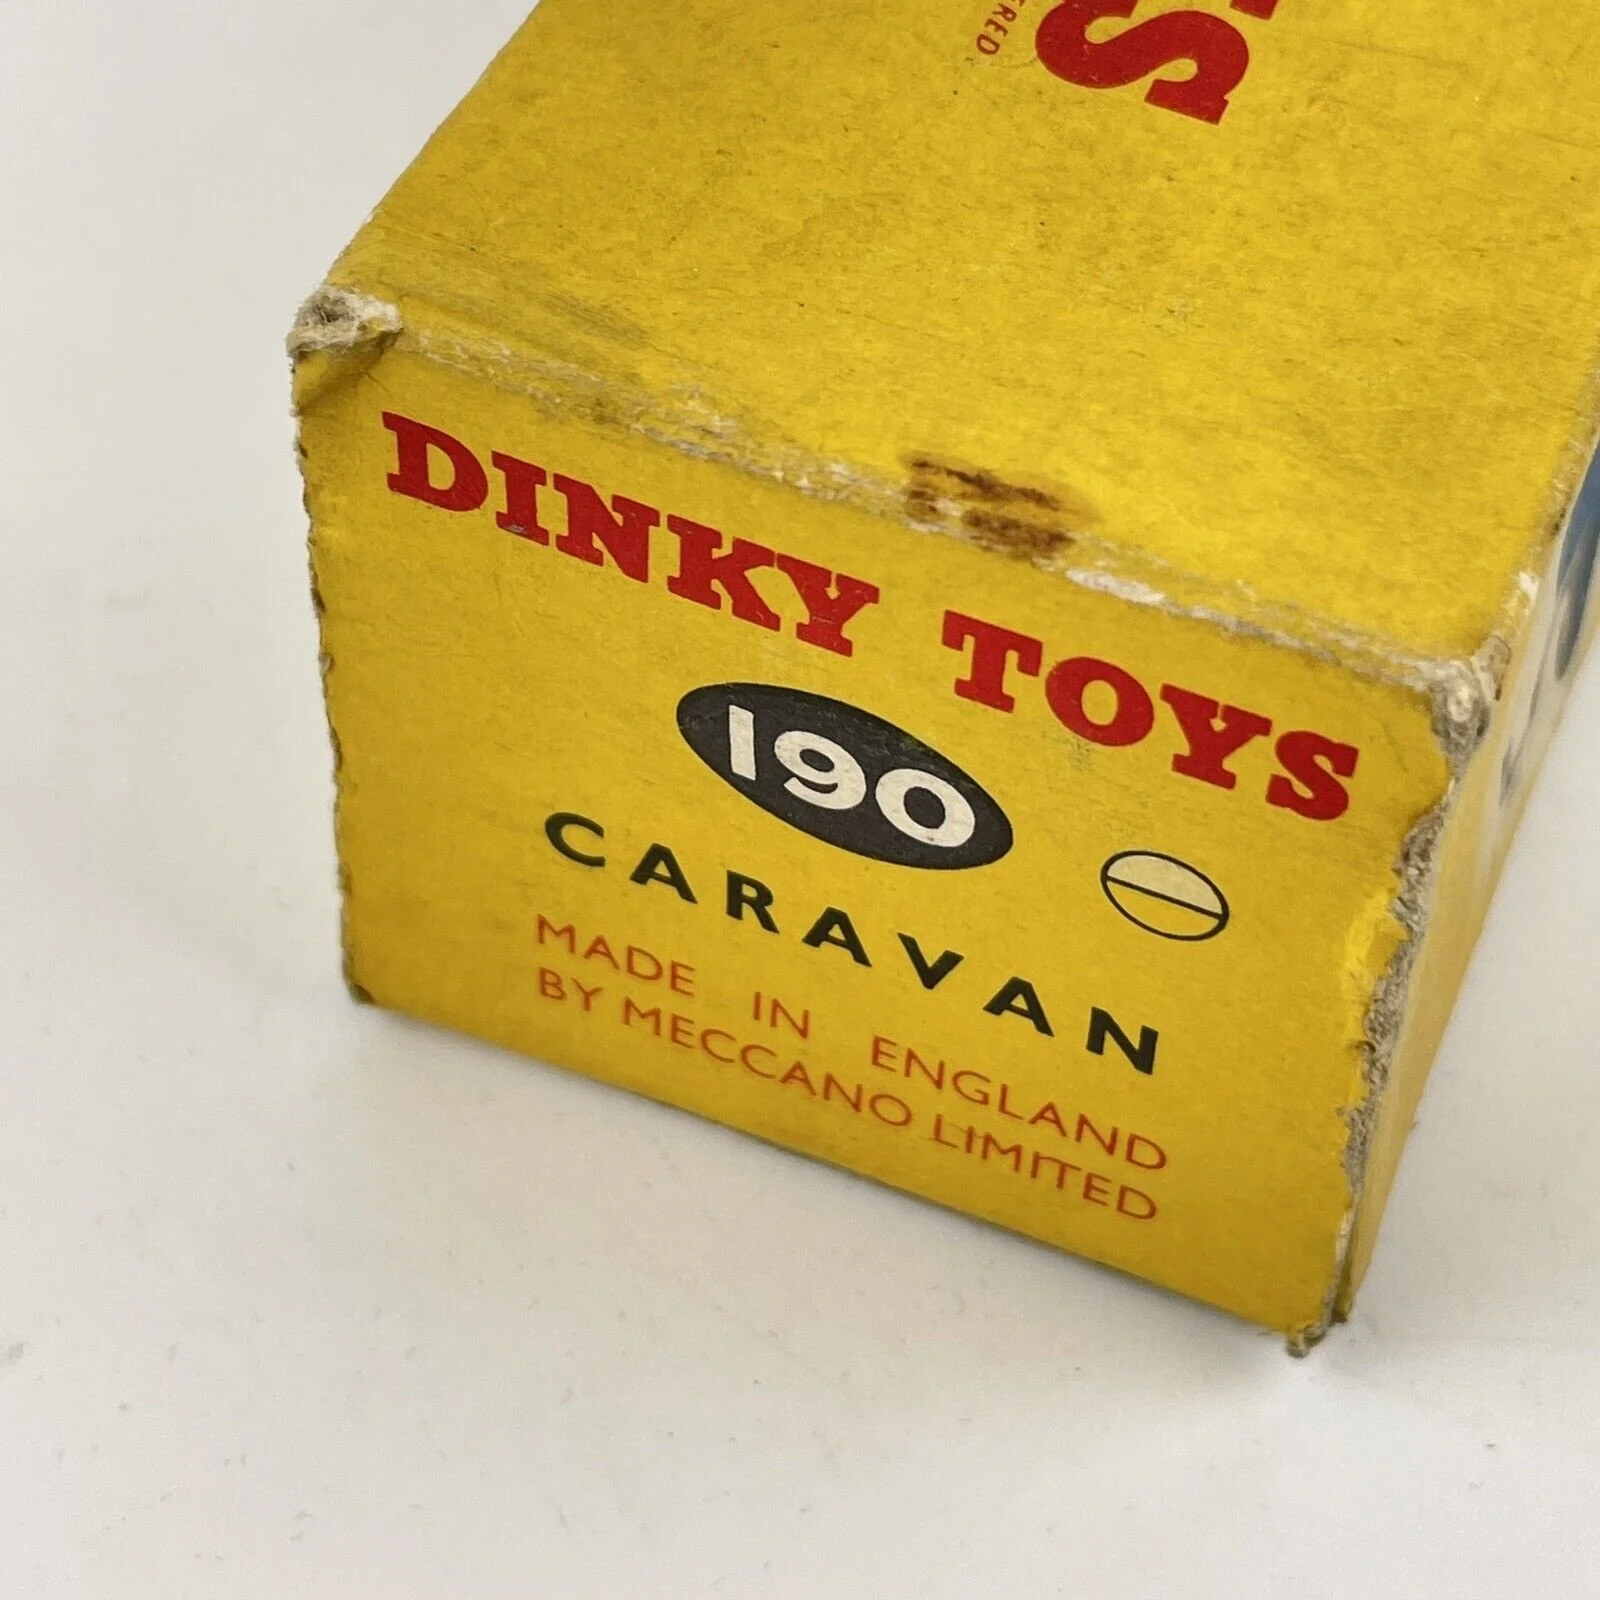 S
DINKY TOYS
190
CARAVAN
MADE IN ENGLAND
BY MECCANO LIMITED